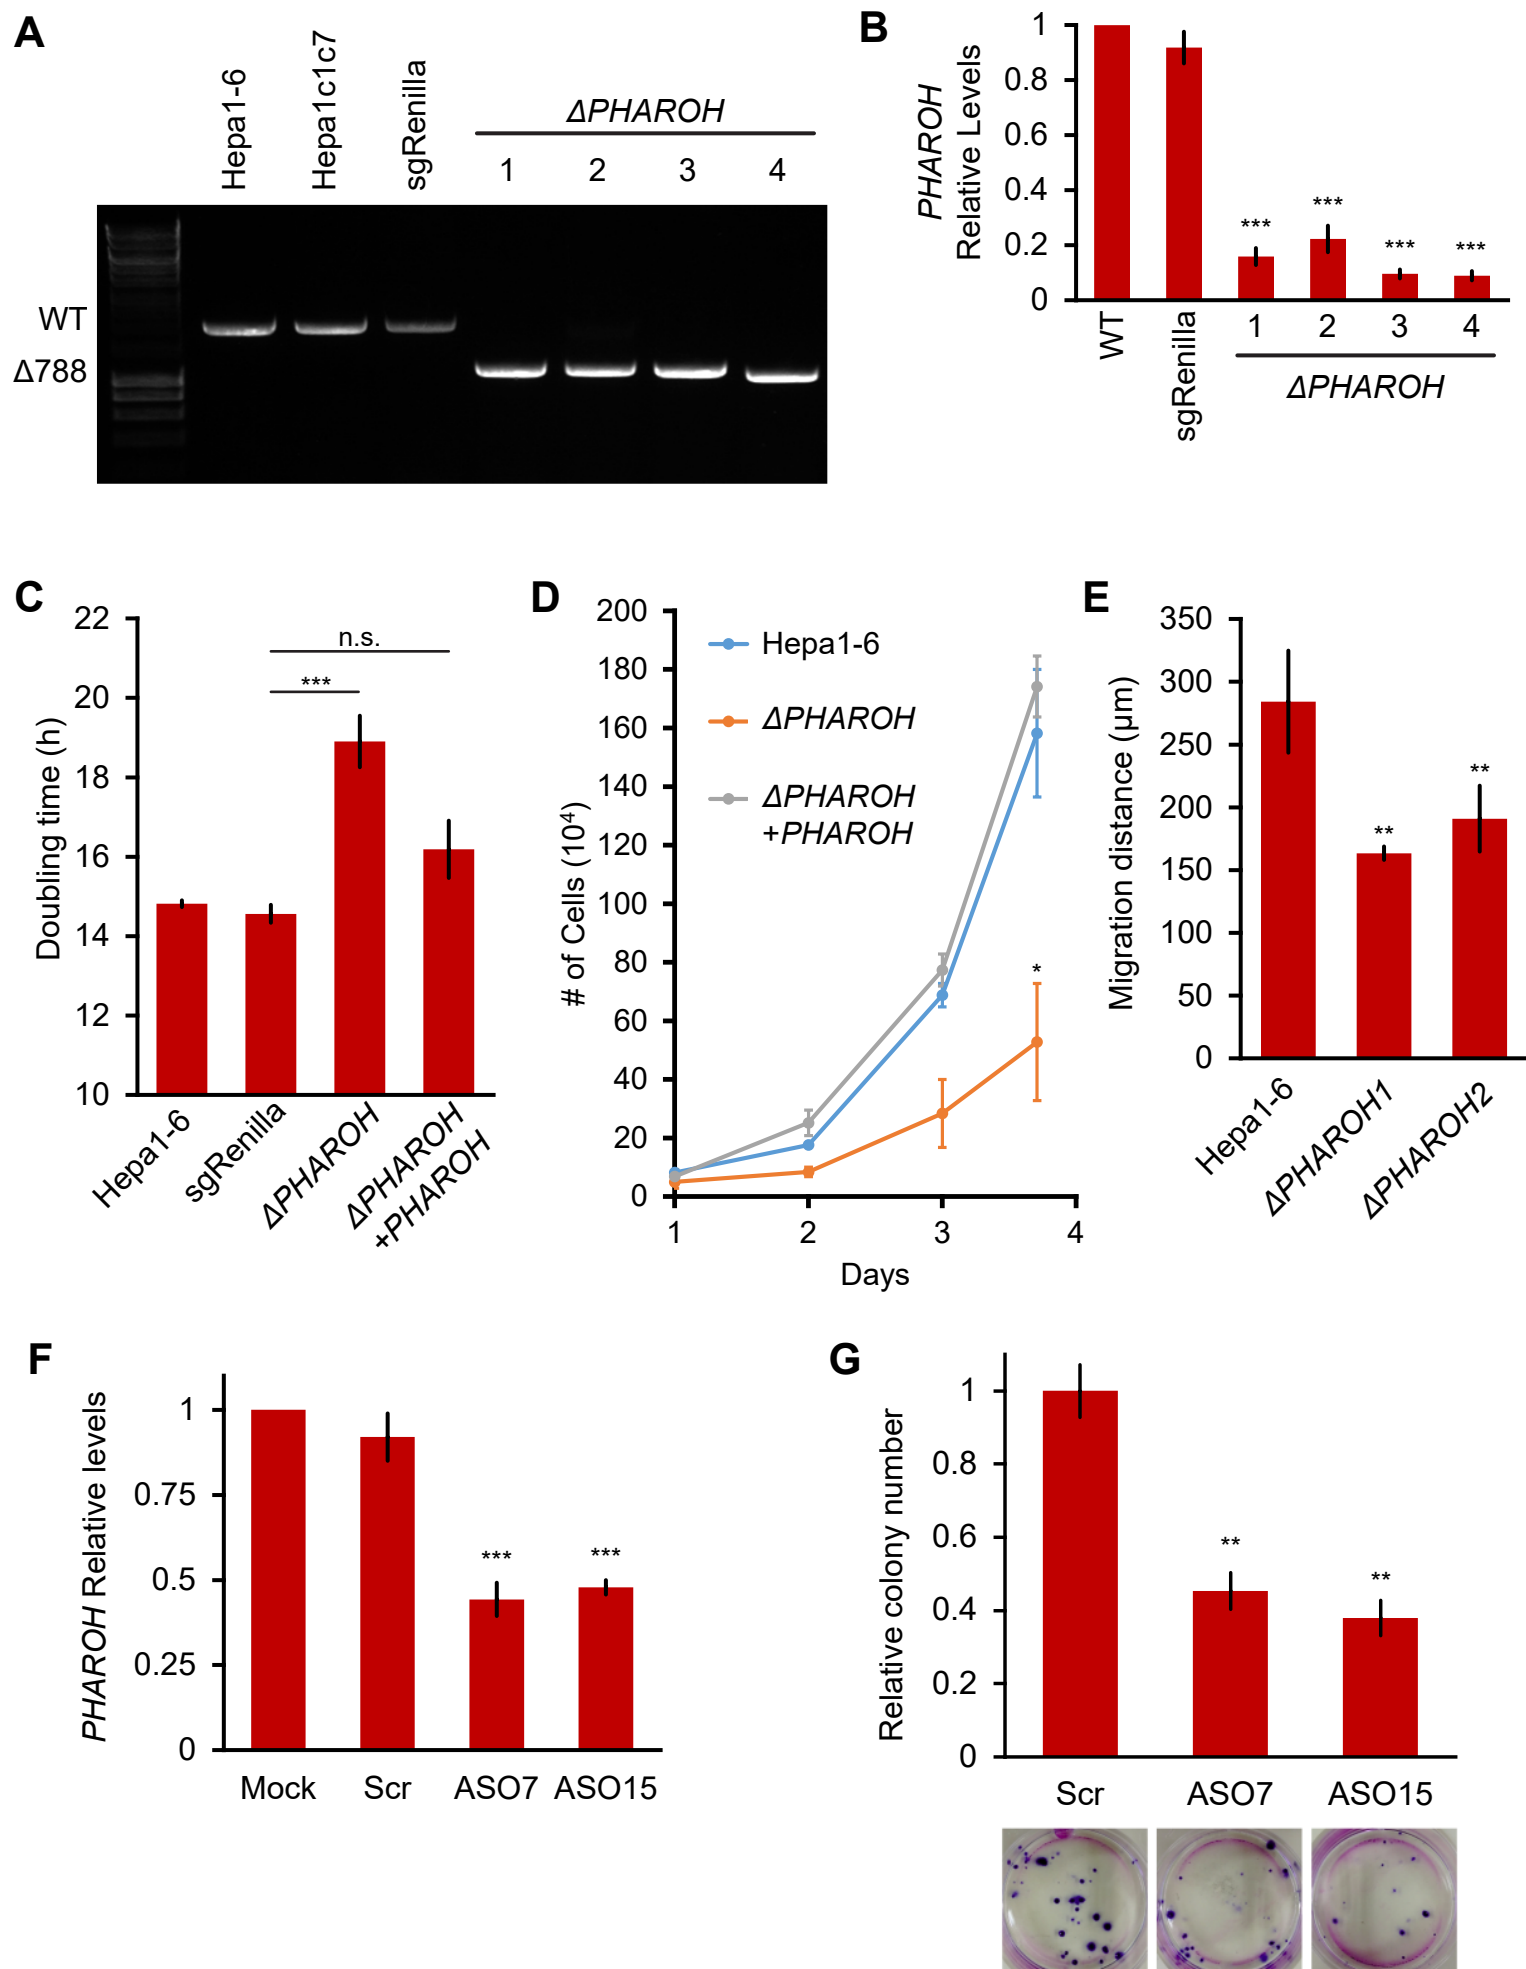 A
Hepa1-6
Hepa1c1c7
sgRenilla
ΔPHAROH
1 2 3 4
WT
Δ788
B
PHAROH
Relative Levels
1
0.8
0.6
0.4
0.2
0
*** *** *** ***
WT
sgRenilla
1 2 3 4
ΔPHAROH
C
Doubling time (h)
22
20
18
16
14
12
10
n.s.
***
Hepa1-6
sgRenilla
ΔPHAROH
ΔPHAROH
+PHAROH
D
# of Cells (10⁴)
200
180
160
140
120
100
80
60
40
20
0
Hepa1-6
ΔPHAROH
ΔPHAROH
+PHAROH
*
1 2 3 4
Days
E
Migration distance (μm)
350
300
250
200
150
100
50
0
**
**
Hepa1-6
ΔPHAROH1
ΔPHAROH2
F
PHAROH Relative levels
1
0.75
0.5
0.25
0
*** ***
Mock Scr ASO7 ASO15
G
Relative colony number
1
0.8
0.6
0.4
0.2
0
**
**
Scr ASO7 ASO15